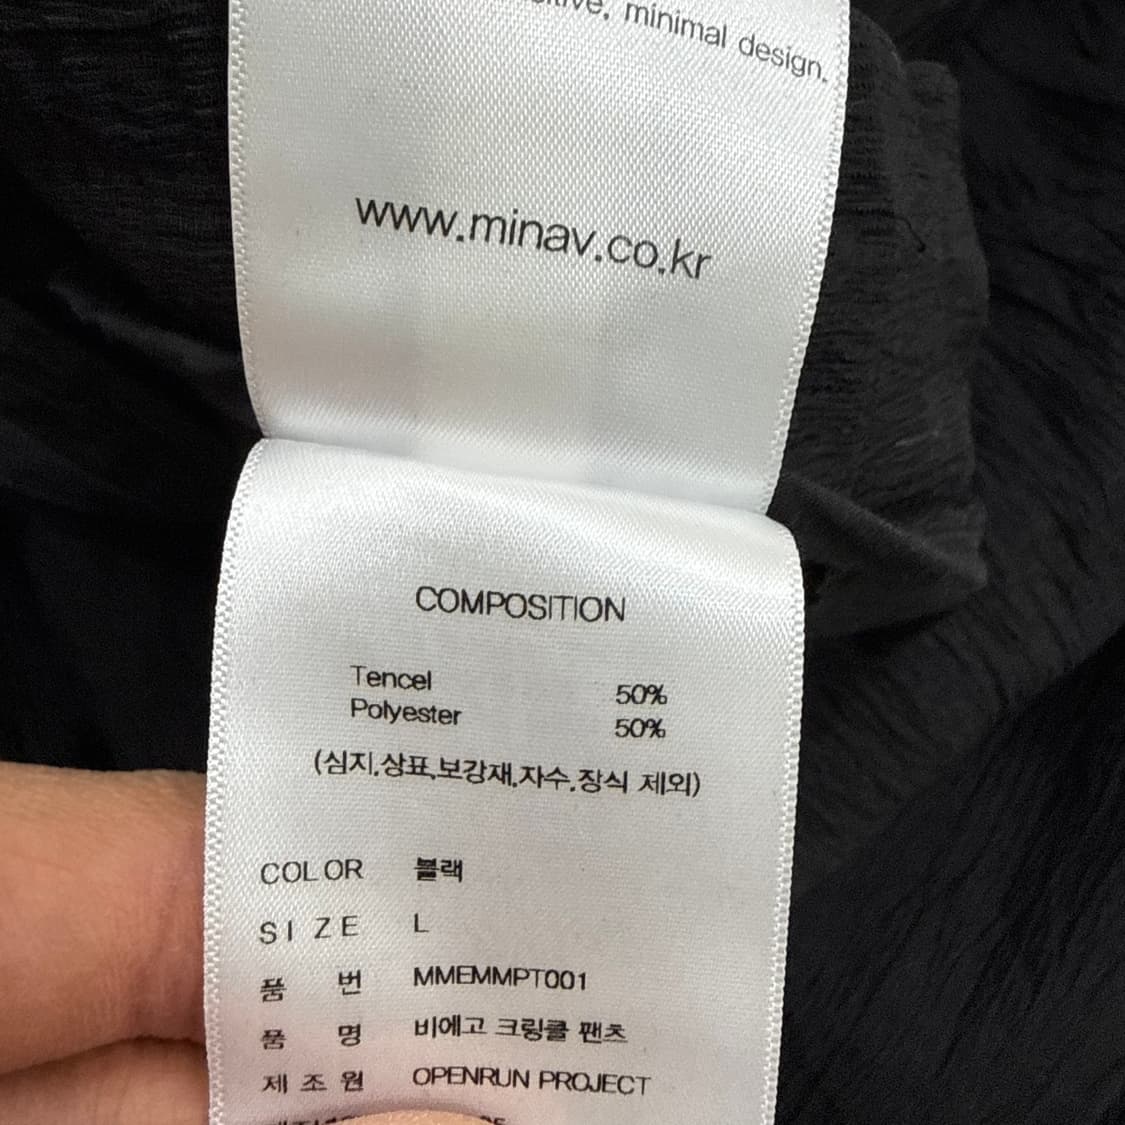 minimal design.
www.minav.co.kr
COMPOSITION
Tencel 50%
Polyester 50%
(심지,상표,보강재,자수,장식 제외)
COLOR 블랙
SIZE L
품 번 MMEMMPT001
품 명 비에고 크링클 팬츠
제 조 원 OPENRUN PROJECT